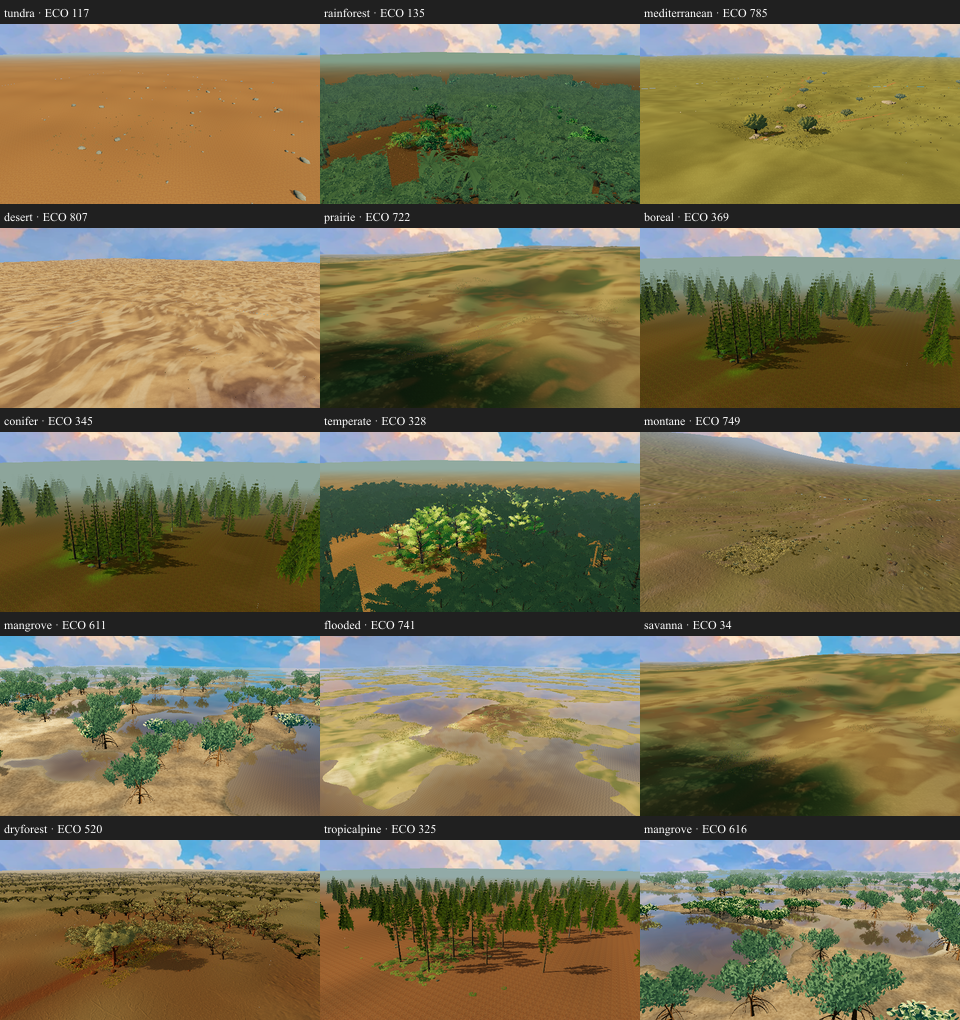 tundra · ECO 117
rainforest · ECO 135
mediterranean · ECO 785
desert · ECO 807
prairie · ECO 722
boreal · ECO 369
conifer · ECO 345
temperate · ECO 328
montane · ECO 749
mangrove · ECO 611
flooded · ECO 741
savanna · ECO 34
dryforest · ECO 520
tropicalpine · ECO 325
mangrove · ECO 616